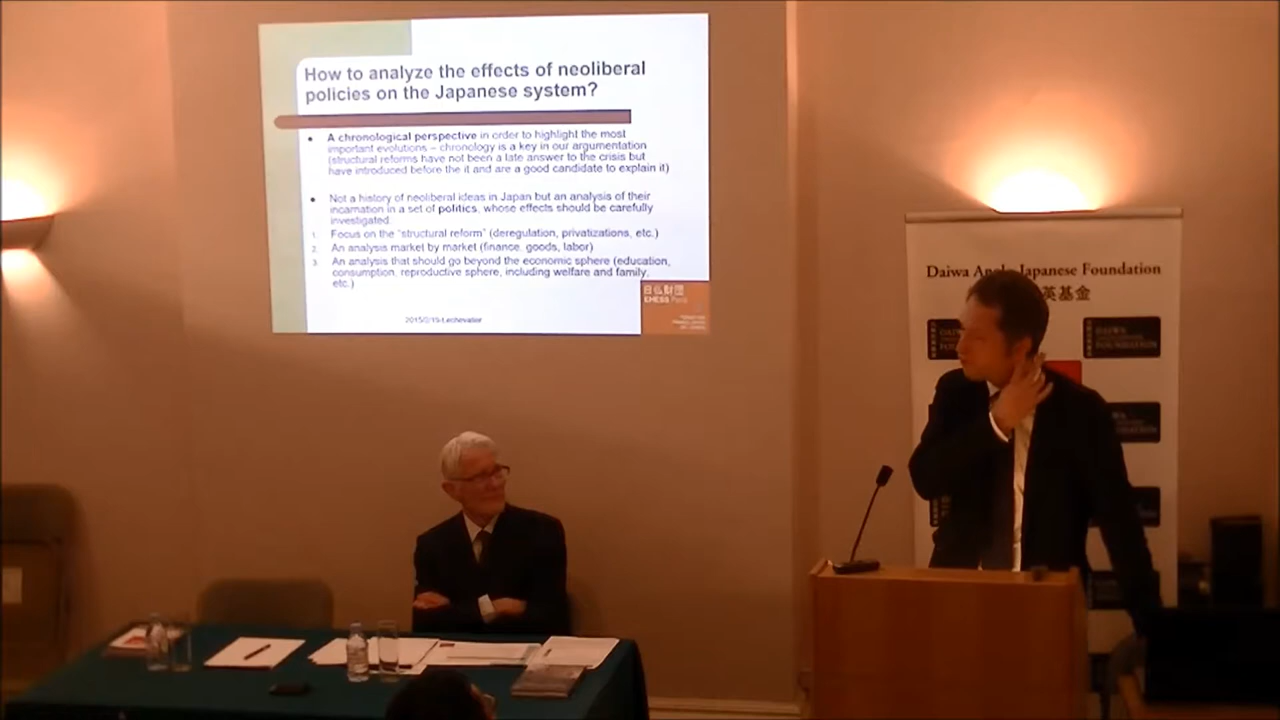 How to analyze the effects of neoliberal
policies on the Japanese system?
A chronological perspective in order to highlight the most
important evolutions – chronology is a key in our argumentation
(structural reforms have not been a late answer to the crisis but
have introduced before the it and are a good candidate to explain it)
Not a history of neoliberal ideas in Japan but an analysis of their
incarnation in a set of politics, whose effects should be carefully
investigated.
1. Focus on the "structural reform" (deregulation, privatizations, etc.)
2. An analysis market by market (finance, goods, labor)
3. An analysis that should go beyond the economic sphere (education,
consumption, reproductive sphere, including welfare and family,
etc.)
日仏財団
EHESS Paris
2015/2/19-Lechevalier
Daiwa Anglo Japanese Foundation
英基金
DAIWA
FOUNDATION